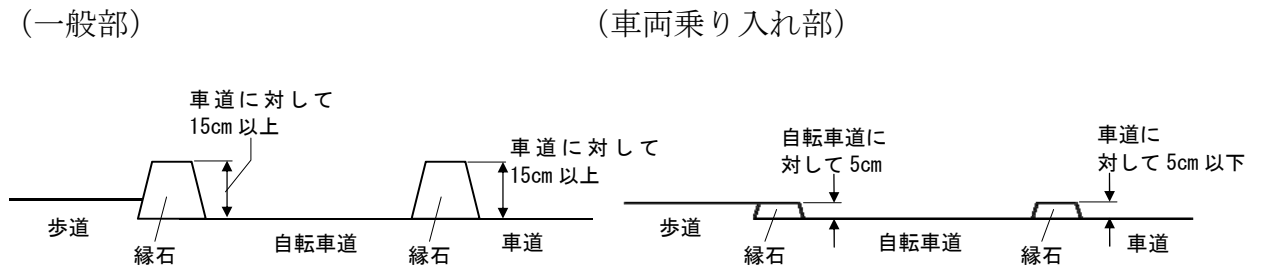 （一般部）
（車両乗り入れ部）
車道に対して
15cm 以上
車道に対して
15cm 以上
歩道
縁石
自転車道
縁石
車道
自転車道に
対して 5cm
車道に
対して 5cm 以下
歩道
縁石
自転車道
縁石
車道